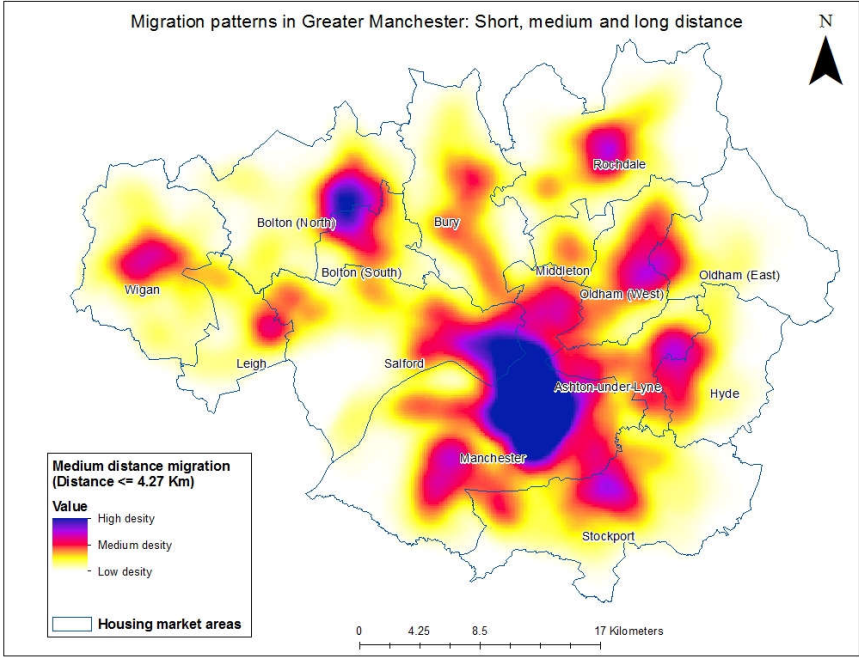 Migration patterns in Greater Manchester: Short, medium and long distance
N
Rochdale
Bolton (North)
Bury
Bolton (South)
Middleton
Oldham (East)
Wigan
Oldham (West)
Leigh
Salford
Ashton-under-Lyne
Hyde
Manchester
Stockport
Medium distance migration
(Distance <= 4.27 Km)
Value
High desity
Medium desity
Low desity
Housing market areas
0 4.25 8.5 17 Kilometers